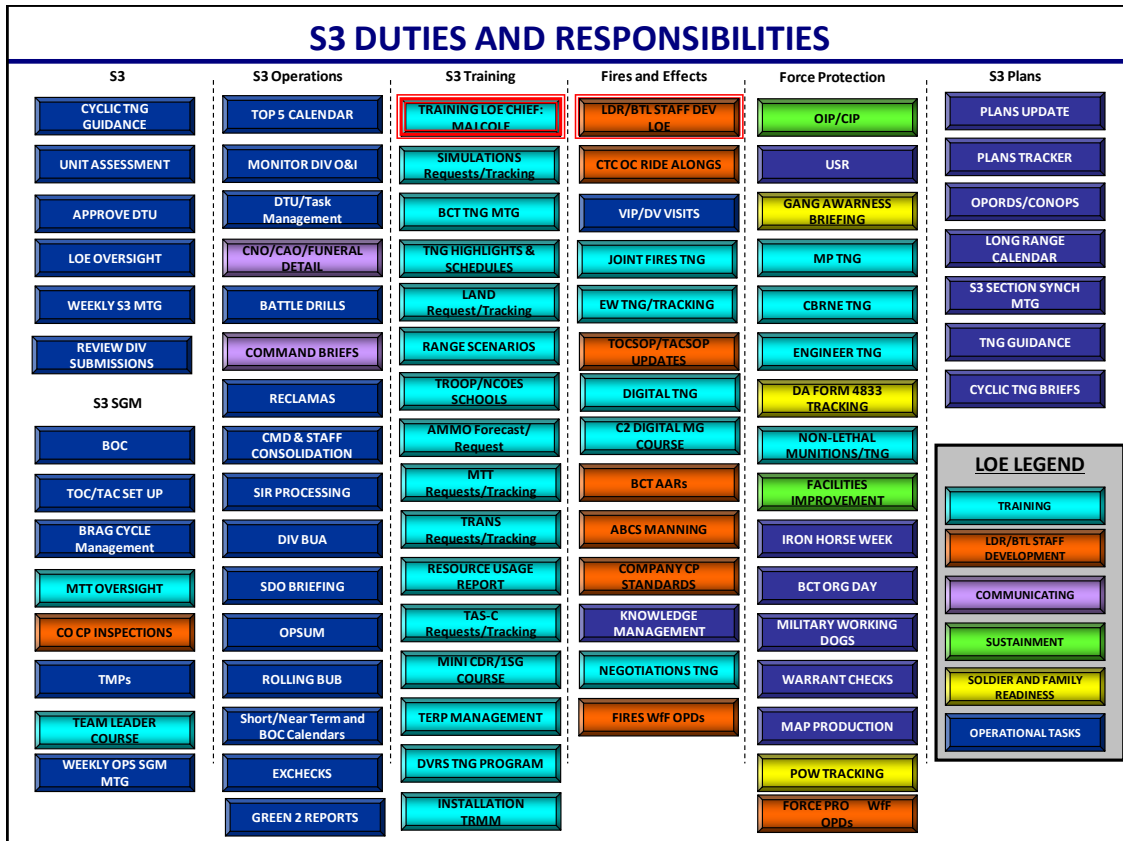 S3 DUTIES AND RESPONSIBILITIES
S3
CYCLIC TNG
GUIDANCE
UNIT ASSESSMENT
APPROVE DTU
LOE OVERSIGHT
WEEKLY S3 MTG
REVIEW DIV
SUBMISSIONS
S3 SGM
BOC
TOC/TAC SET UP
BRAG CYCLE
Management
MTT OVERSIGHT
CO CP INSPECTIONS
TMPs
TEAM LEADER
COURSE
WEEKLY OPS SGM
MTG
S3 Operations
TOP 5 CALENDAR
MONITOR DIV O&I
DTU/Task
Management
CNO/CAO/FUNERAL
DETAIL
BATTLE DRILLS
COMMAND BRIEFS
RECLAMAS
CMD & STAFF
CONSOLIDATION
SIR PROCESSING
DIV BUA
SDO BRIEFING
OPSUM
ROLLING BUB
Short/Near Term and
BOC Calendars
EXCHECKS
GREEN 2 REPORTS
S3 Training
TRAINING LOE CHIEF:
MAJ COLE
SIMULATIONS
Requests/Tracking
BCT TNG MTG
TNG HIGHLIGHTS &
SCHEDULES
LAND
Request/Tracking
RANGE SCENARIOS
TROOP/NCOES
SCHOOLS
AMMO Forecast/
Request
MTT
Requests/Tracking
TRANS
Requests/Tracking
RESOURCE USAGE
REPORT
TAS-C
Requests/Tracking
MINI CDR/1SG
COURSE
TERP MANAGEMENT
DVRS TNG PROGRAM
INSTALLATION
TRMM
Fires and Effects
LDR/BTL STAFF DEV
LOE
CTC OC RIDE ALONGS
VIP/DV VISITS
JOINT FIRES TNG
EW TNG/TRACKING
TOCSOP/TACSOP
UPDATES
DIGITAL TNG
C2 DIGITAL MG
COURSE
BCT AARs
ABCS MANNING
COMPANY CP
STANDARDS
KNOWLEDGE
MANAGEMENT
NEGOTIATIONS TNG
FIRES WfF OPDs
Force Protection
OIP/CIP
USR
GANG AWARNESS
BRIEFING
MP TNG
CBRNE TNG
ENGINEER TNG
DA FORM 4833
TRACKING
NON-LETHAL
MUNITIONS/TNG
FACILITIES
IMPROVEMENT
IRON HORSE WEEK
BCT ORG DAY
MILITARY WORKING
DOGS
WARRANT CHECKS
MAP PRODUCTION
POW TRACKING
FORCE PRO WfF
OPDs
S3 Plans
PLANS UPDATE
PLANS TRACKER
OPORDS/CONOPS
LONG RANGE
CALENDAR
S3 SECTION SYNCH
MTG
TNG GUIDANCE
CYCLIC TNG BRIEFS
LOE LEGEND
TRAINING
LDR/BTL STAFF
DEVELOPMENT
COMMUNICATING
SUSTAINMENT
SOLDIER AND FAMILY
READINESS
OPERATIONAL TASKS